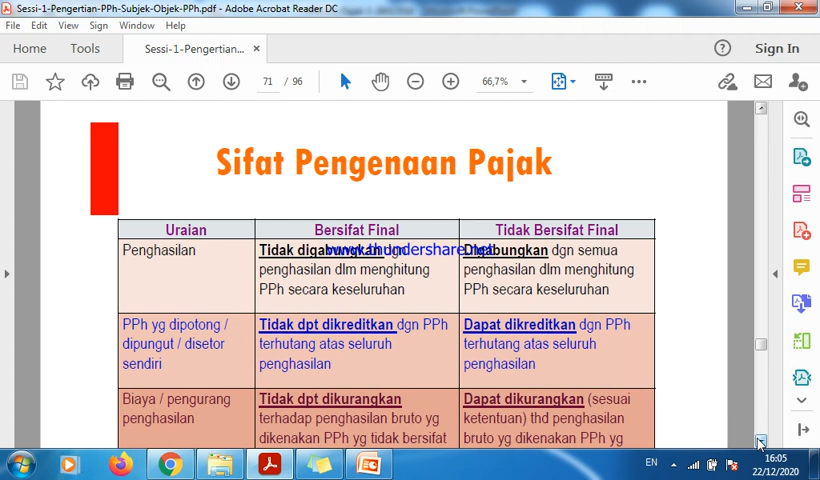 Sessi-1-Pengertian-PPh-Subjek-Objek-PPh.pdf - Adobe Acrobat Reader DC
File Edit View Sign Window Help
Home Tools Sessi-1-Pengertian... × Sign In
71 / 96 66,7%
Sifat Pengenaan Pajak
Uraian Bersifat Final Tidak Bersifat Final
www.thundershare.net
Penghasilan
Tidak digabungkan dgn
penghasilan dlm menghitung
PPh secara keseluruhan
Digabungkan dgn semua
penghasilan dlm menghitung
PPh secara keseluruhan
PPh yg dipotong /
dipungut / disetor
sendiri
Tidak dpt dikreditkan dgn PPh
terhutang atas seluruh
penghasilan
Dapat dikreditkan dgn PPh
terhutang atas seluruh
penghasilan
Biaya / pengurang
penghasilan
Tidak dpt dikurangkan
terhadap penghasilan bruto yg
dikenakan PPh yg tidak bersifat
Dapat dikurangkan (sesuai
ketentuan) thd penghasilan
bruto yg dikenakan PPh yg
EN 16:05
22/12/2020